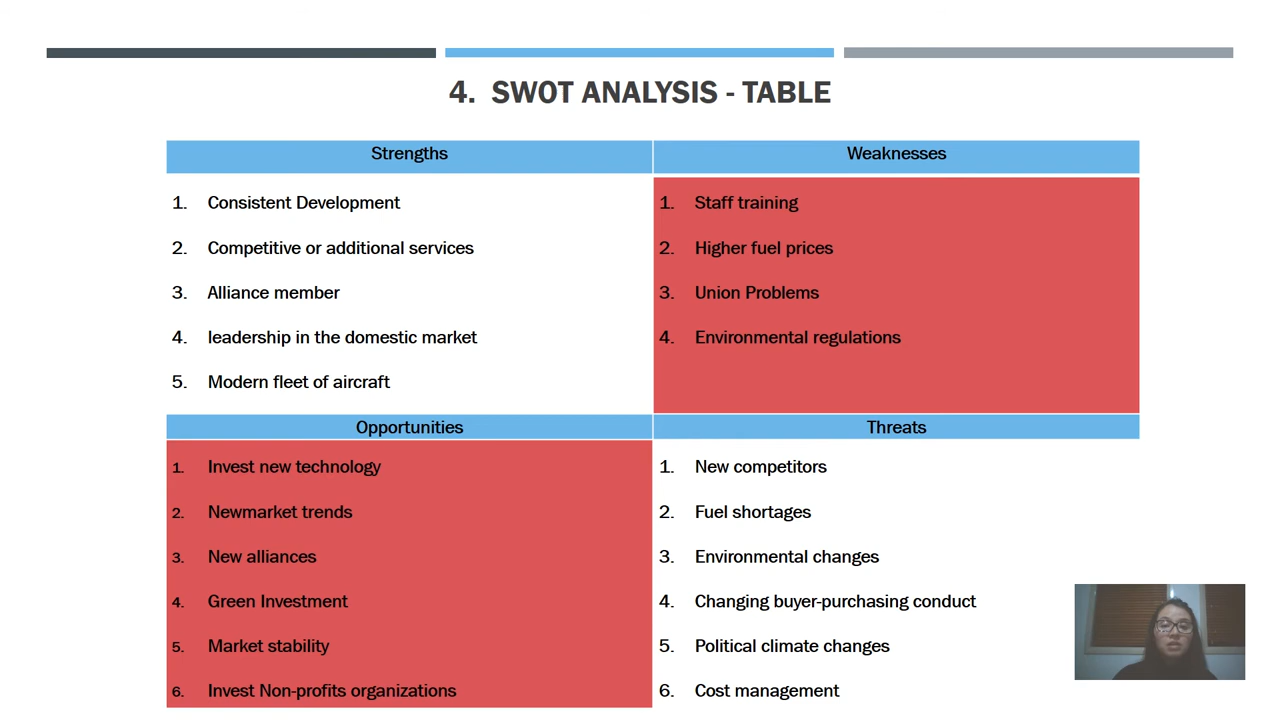 4. SWOT ANALYSIS - TABLE
Strengths
Weaknesses
1. Consistent Development
2. Competitive or additional services
3. Alliance member
4. leadership in the domestic market
5. Modern fleet of aircraft
1. Staff training
2. Higher fuel prices
3. Union Problems
4. Environmental regulations
Opportunities
Threats
1. Invest new technology
2. Newmarket trends
3. New alliances
4. Green Investment
5. Market stability
6. Invest Non-profits organizations
1. New competitors
2. Fuel shortages
3. Environmental changes
4. Changing buyer-purchasing conduct
5. Political climate changes
6. Cost management